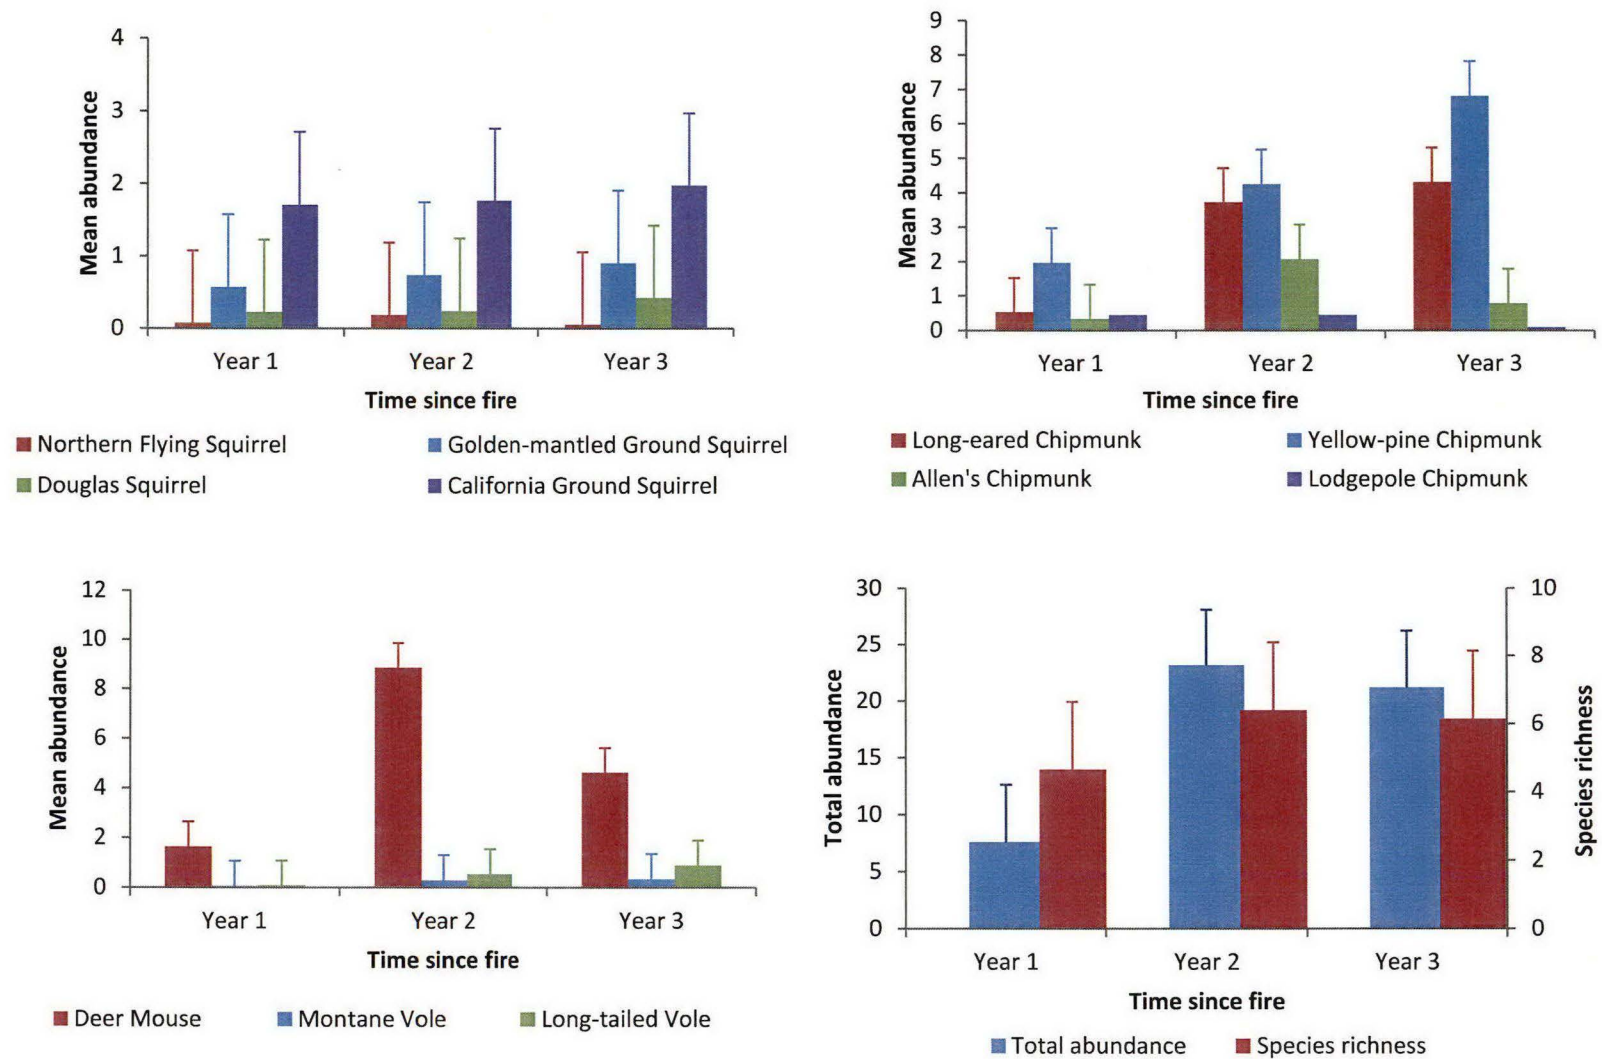 4
3
2
1
0
Mean abundance
Year 1 Year 2 Year 3
Time since fire
Northern Flying Squirrel Golden-mantled Ground Squirrel
Douglas Squirrel California Ground Squirrel
9
8
7
6
5
4
3
2
1
0
Mean abundance
Year 1 Year 2 Year 3
Time since fire
Long-eared Chipmunk Yellow-pine Chipmunk
Allen's Chipmunk Lodgepole Chipmunk
12
10
8
6
4
2
0
Mean abundance
Year 1 Year 2 Year 3
Time since fire
Deer Mouse Montane Vole Long-tailed Vole
30
25
20
15
10
5
0
Total abundance
10
8
6
4
2
0
Species richness
Year 1 Year 2 Year 3
Time since fire
Total abundance Species richness